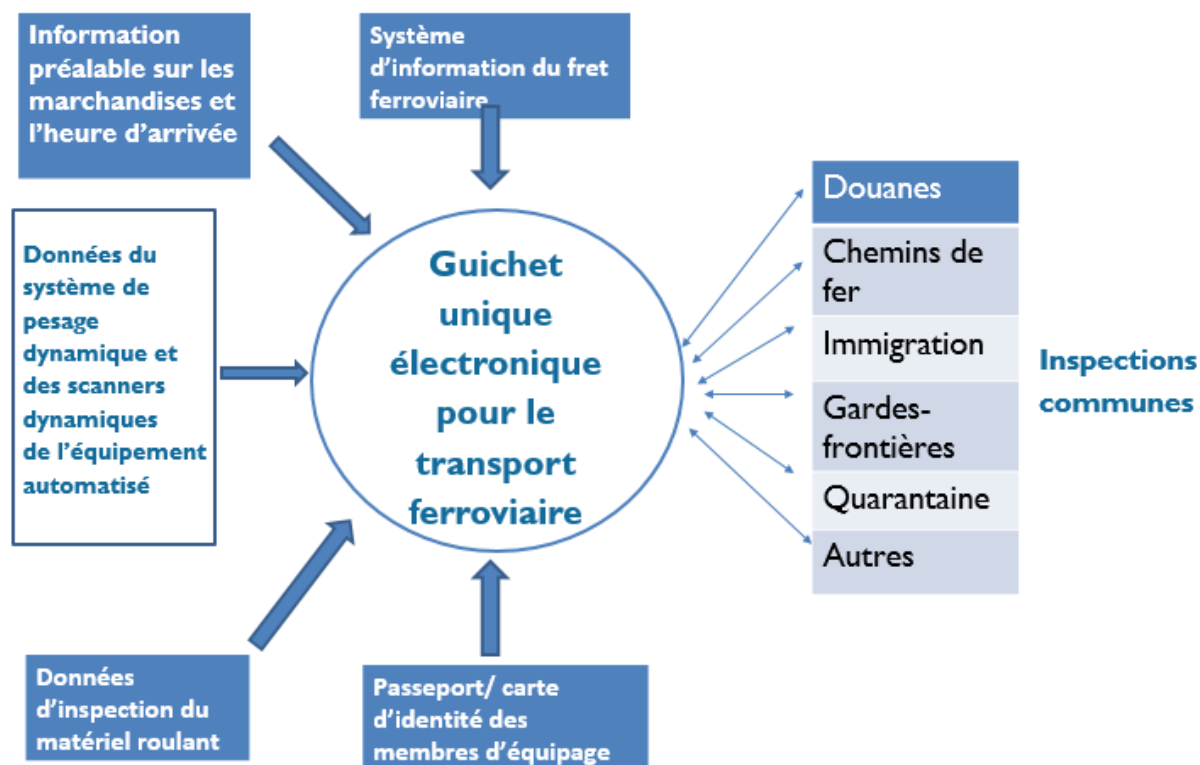 Information
préalable sur les
marchandises et
l’heure d’arrivée
Système
d’information du fret
ferroviaire
Données du
système de
pesage
dynamique et
des scanners
dynamiques
de l’équipement
automatisé
Guichet
unique
électronique
pour le
transport
ferroviaire
Douanes
Chemins de
fer
Immigration
Gardes-
frontières
Quarantaine
Autres
Inspections
communes
Données
d’inspection du
matériel roulant
Passeport/ carte
d’identité des
membres d’équipage